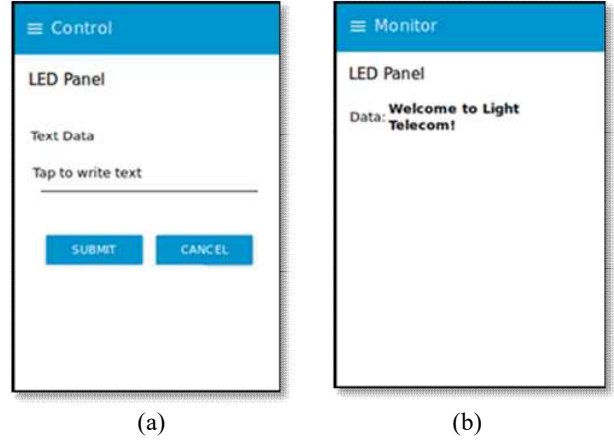 Control
LED Panel
Text Data
Tap to write text
SUBMIT CANCEL
(a)
Monitor
LED Panel
Data: Welcome to Light
Telecom!
(b)